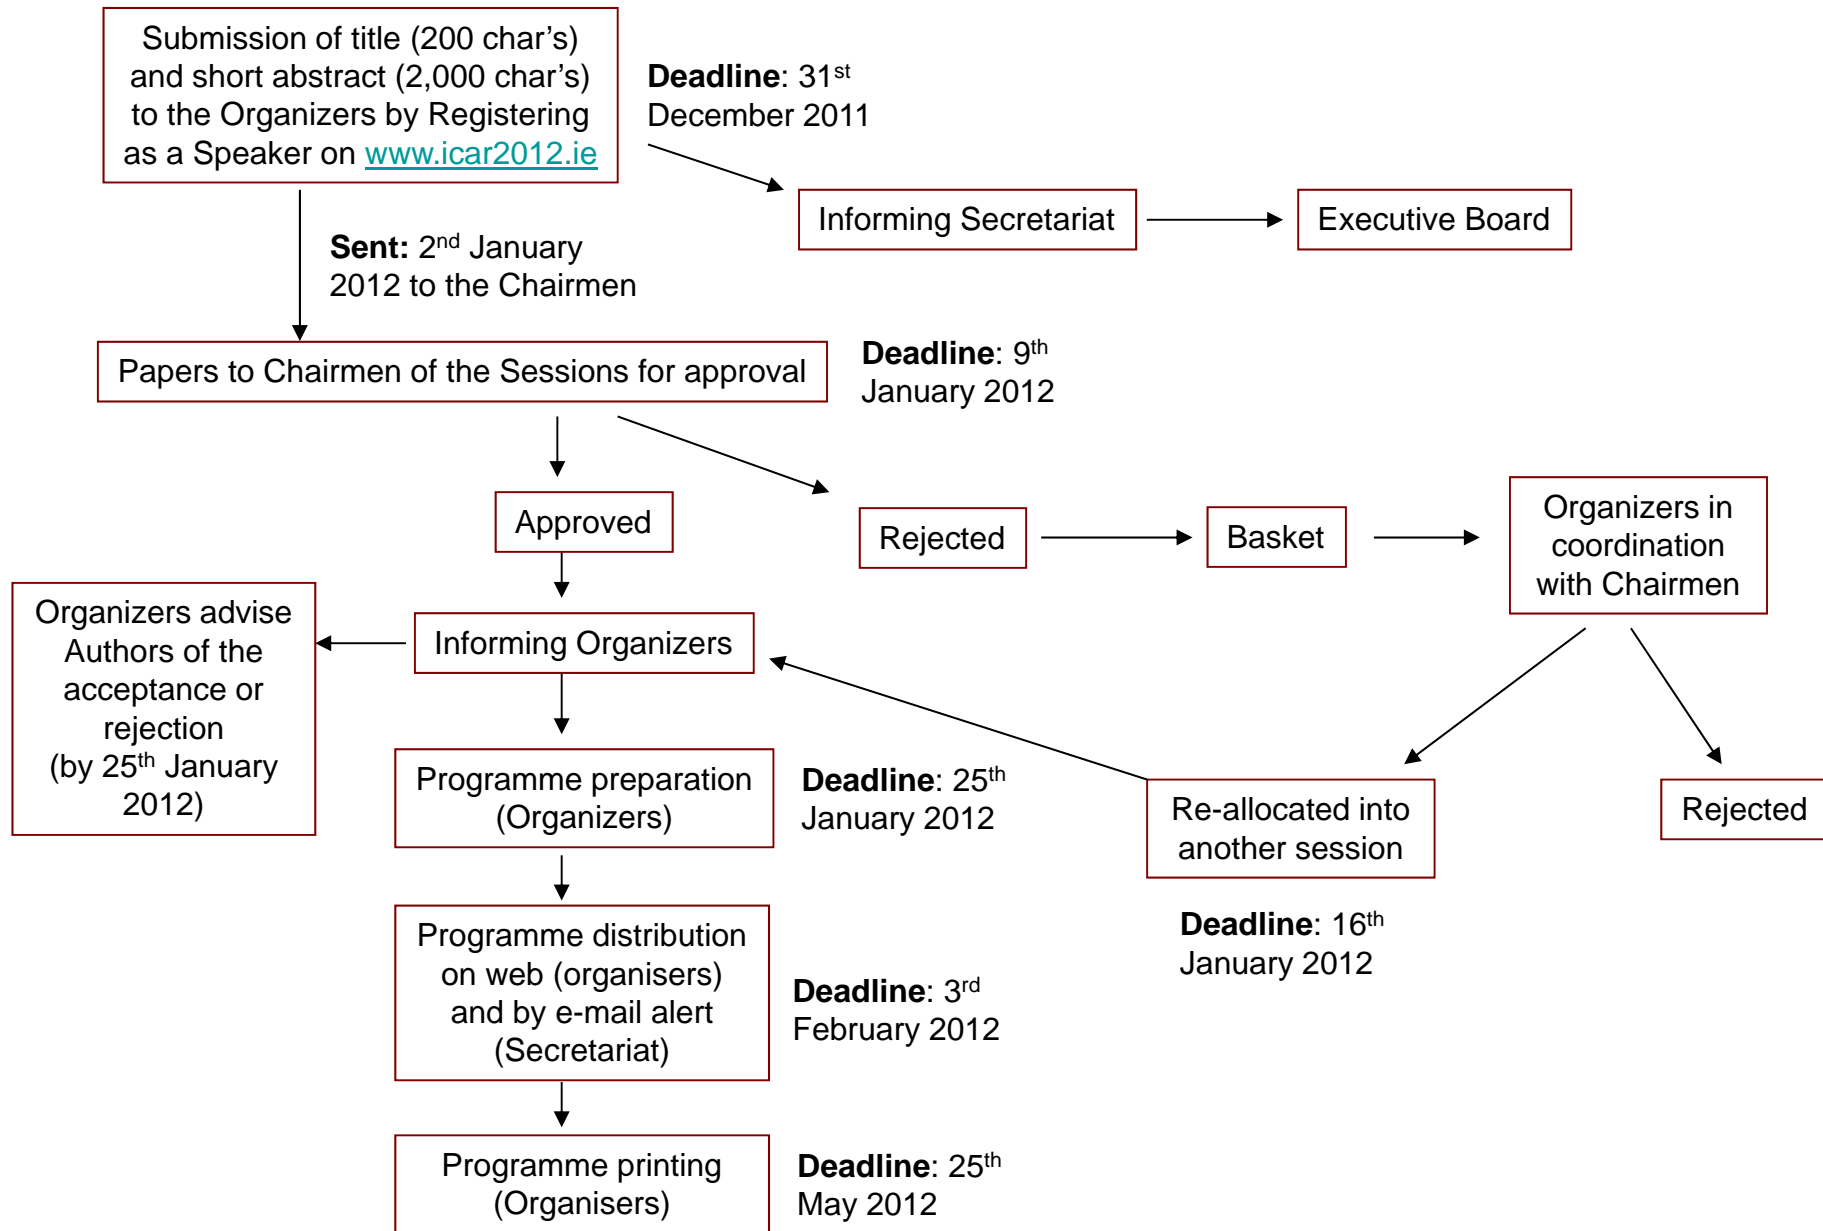 Submission of title (200 char's)
and short abstract (2,000 char's)
to the Organizers by Registering
as a Speaker on www.icar2012.ie
Deadline: 31st
December 2011
Informing Secretariat
Executive Board
Sent: 2nd January
2012 to the Chairmen
Papers to Chairmen of the Sessions for approval
Deadline: 9th
January 2012
Approved
Rejected
Basket
Organizers in
coordination
with Chairmen
Organizers advise
Authors of the
acceptance or
rejection
(by 25th January
2012)
Informing Organizers
Programme preparation
(Organizers)
Deadline: 25th
January 2012
Re-allocated into
another session
Rejected
Deadline: 16th
January 2012
Programme distribution
on web (organisers)
and by e-mail alert
(Secretariat)
Deadline: 3rd
February 2012
Programme printing
(Organisers)
Deadline: 25th
May 2012